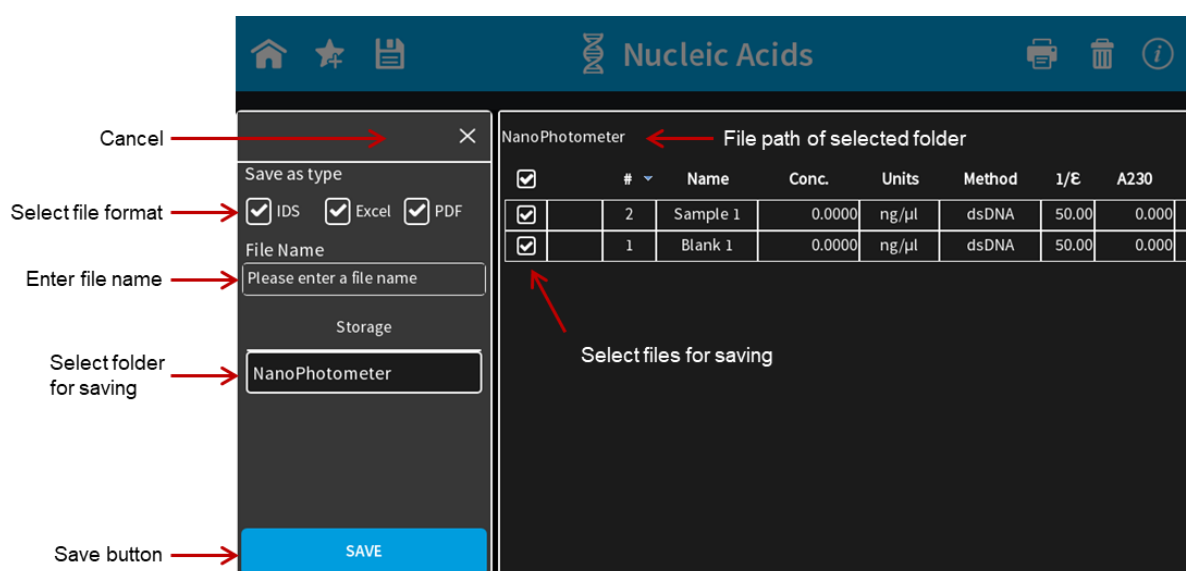 Nucleic Acids
Cancel
NanoPhotometer
File path of selected folder
Save as type
# Name Conc. Units Method 1/Ɛ A230
Select file format
IDS Excel PDF
2 Sample 1 0.0000 ng/µl dsDNA 50.00 0.000
File Name
1 Blank 1 0.0000 ng/µl dsDNA 50.00 0.000
Enter file name
Please enter a file name
Storage
Select files for saving
Select folder
for saving
NanoPhotometer
Save button
SAVE